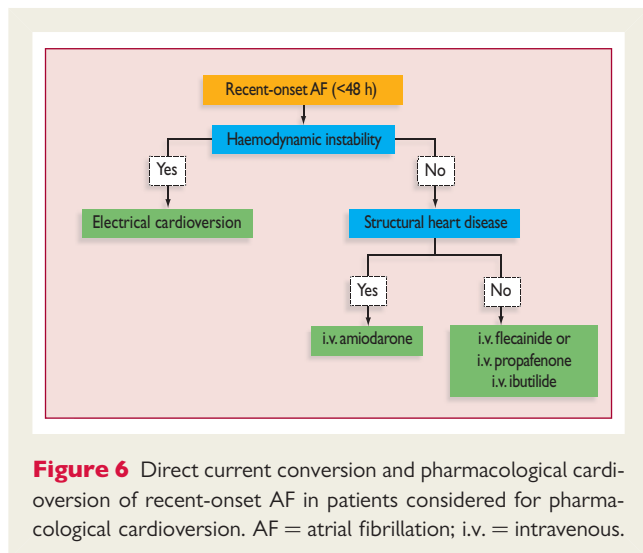 Recent-onset AF (<48 h)
Haemodynamic instability
Yes
No
Electrical cardioversion
Structural heart disease
Yes
No
i.v. amiodarone
i.v. flecainide or
i.v. propafenone
i.v. ibutilide
Figure 6 Direct current conversion and pharmacological cardi-
oversion of recent-onset AF in patients considered for pharma-
cological cardioversion. AF = atrial fibrillation; i.v. = intravenous.